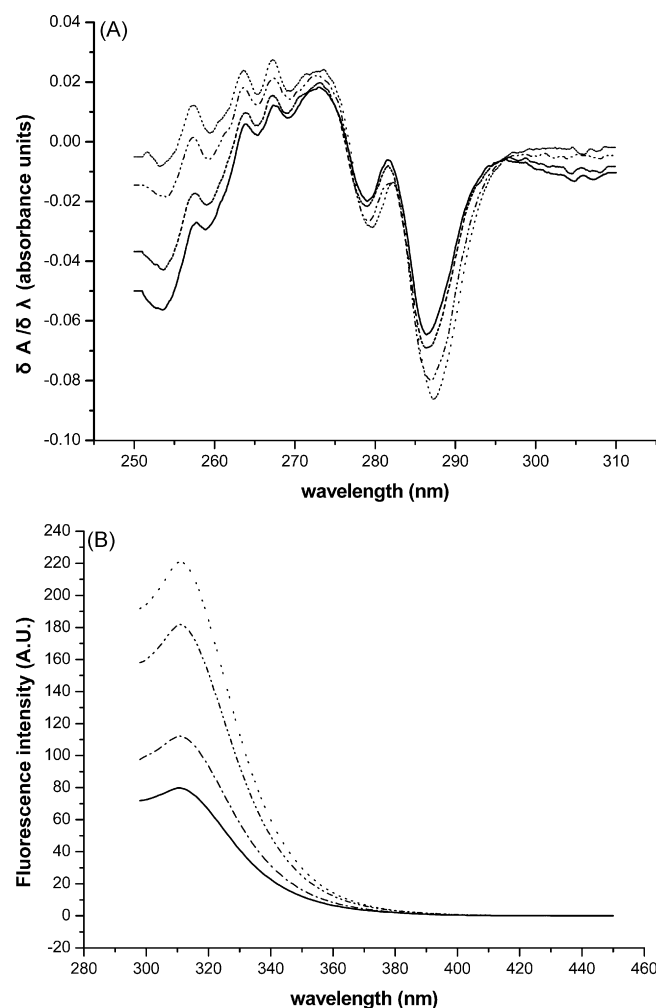 (A)
0.04
0.02
0.00
-0.02
-0.04
-0.06
-0.08
-0.10
δ A /δ λ (absorbance units)
250 260 270 280 290 300 310
wavelength (nm)
(B)
240
220
200
180
160
140
120
100
80
60
40
20
0
-20
Fluorescence intensity (A.U.)
280 300 320 340 360 380 400 420 440 460
wavelength (nm)